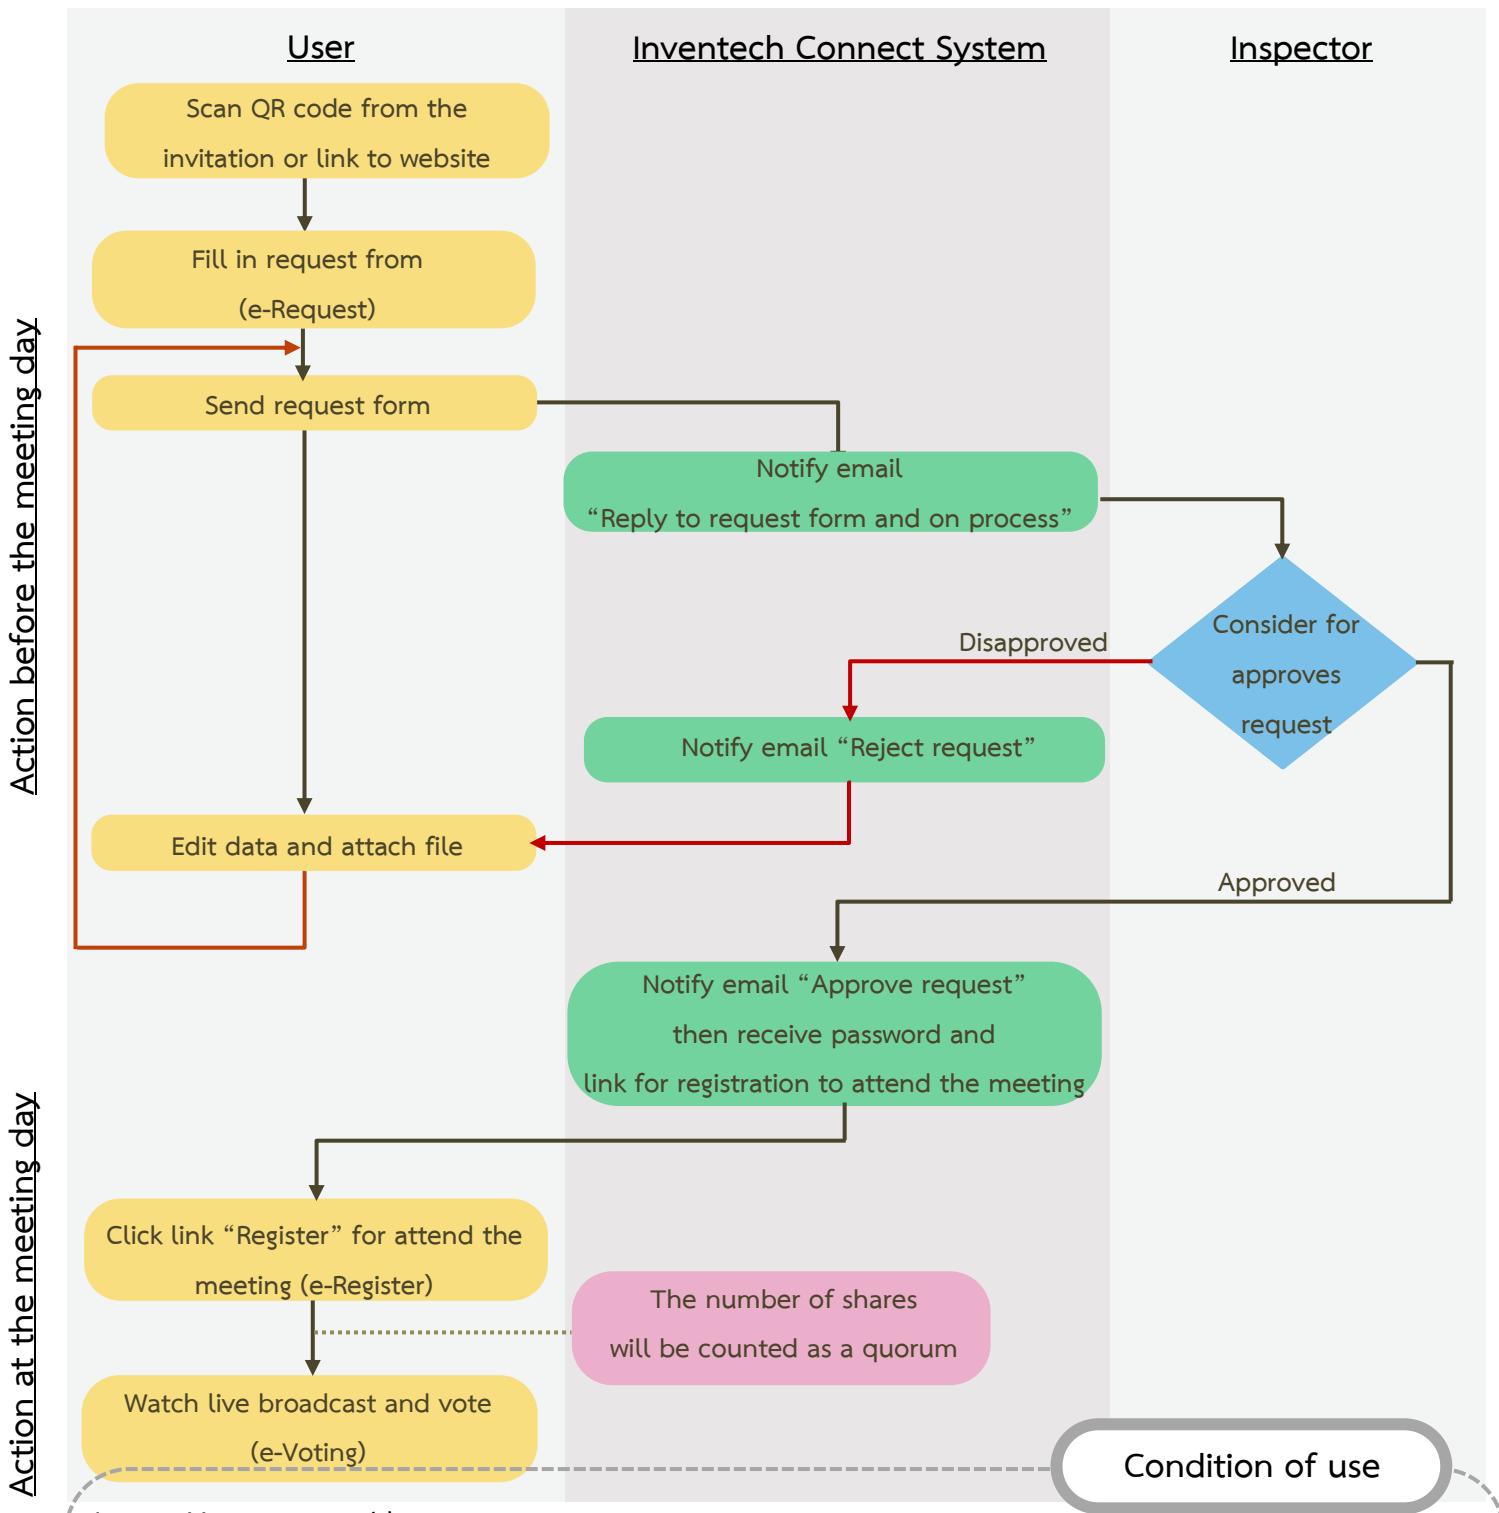 User
Inventech Connect System
Inspector
Scan QR code from the
invitation or link to website
Fill in request from
(e-Request)
Action before the meeting day
Send request form
Notify email
“Reply to request form and on process”
Consider for
approves
request
Disapproved
Notify email “Reject request”
Edit data and attach file
Approved
Notify email “Approve request”
then receive password and
link for registration to attend the meeting
Action at the meeting day
Click link “Register” for attend the
meeting (e-Register)
The number of shares
will be counted as a quorum
Watch live broadcast and vote
(e-Voting)
Condition of use